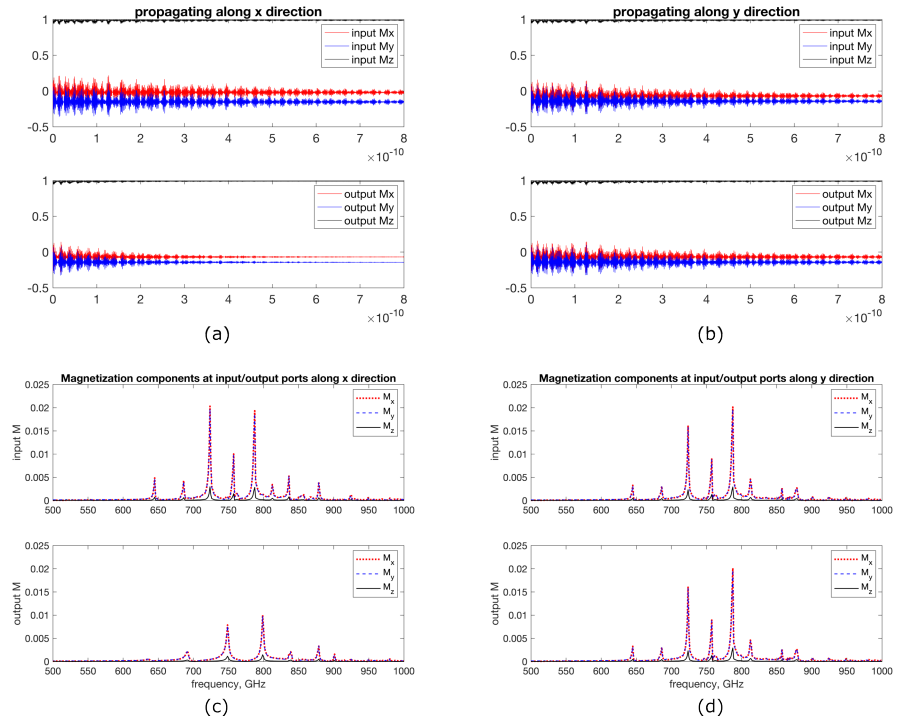 propagating along x direction
1
0.5
0
-0.5
input Mx
input My
input Mz
0 1 2 3 4 5 6 7 8
×10⁻¹⁰
1
0.5
0
-0.5
output Mx
output My
output Mz
0 1 2 3 4 5 6 7 8
×10⁻¹⁰
(a)
propagating along y direction
1
0.5
0
-0.5
input Mx
input My
input Mz
0 1 2 3 4 5 6 7 8
×10⁻¹⁰
1
0.5
0
-0.5
output Mx
output My
output Mz
0 1 2 3 4 5 6 7 8
×10⁻¹⁰
(b)
Magnetization components at input/output ports along x direction
0.025
0.02
0.015
0.01
0.005
0
input M
Mₓ
M_y
M_z
500 550 600 650 700 750 800 850 900 950 1000
0.025
0.02
0.015
0.01
0.005
0
output M
Mₓ
M_y
M_z
500 550 600 650 700 750 800 850 900 950 1000
frequency, GHz
(c)
Magnetization components at input/output ports along y direction
0.025
0.02
0.015
0.01
0.005
0
input M
Mₓ
M_y
M_z
500 550 600 650 700 750 800 850 900 950 1000
0.025
0.02
0.015
0.01
0.005
0
output M
Mₓ
M_y
M_z
500 550 600 650 700 750 800 850 900 950 1000
frequency, GHz
(d)